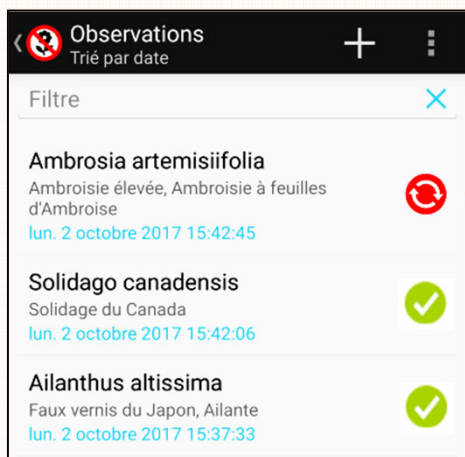 Observations
Trié par date
Filtre
Ambrosia artemisiifolia
Ambroisie élevée, Ambroisie à feuilles
d'Ambroise
lun. 2 octobre 2017 15:42:45
Solidago canadensis
Solidage du Canada
lun. 2 octobre 2017 15:42:06
Ailanthus altissima
Faux vernis du Japon, Ailante
lun. 2 octobre 2017 15:37:33